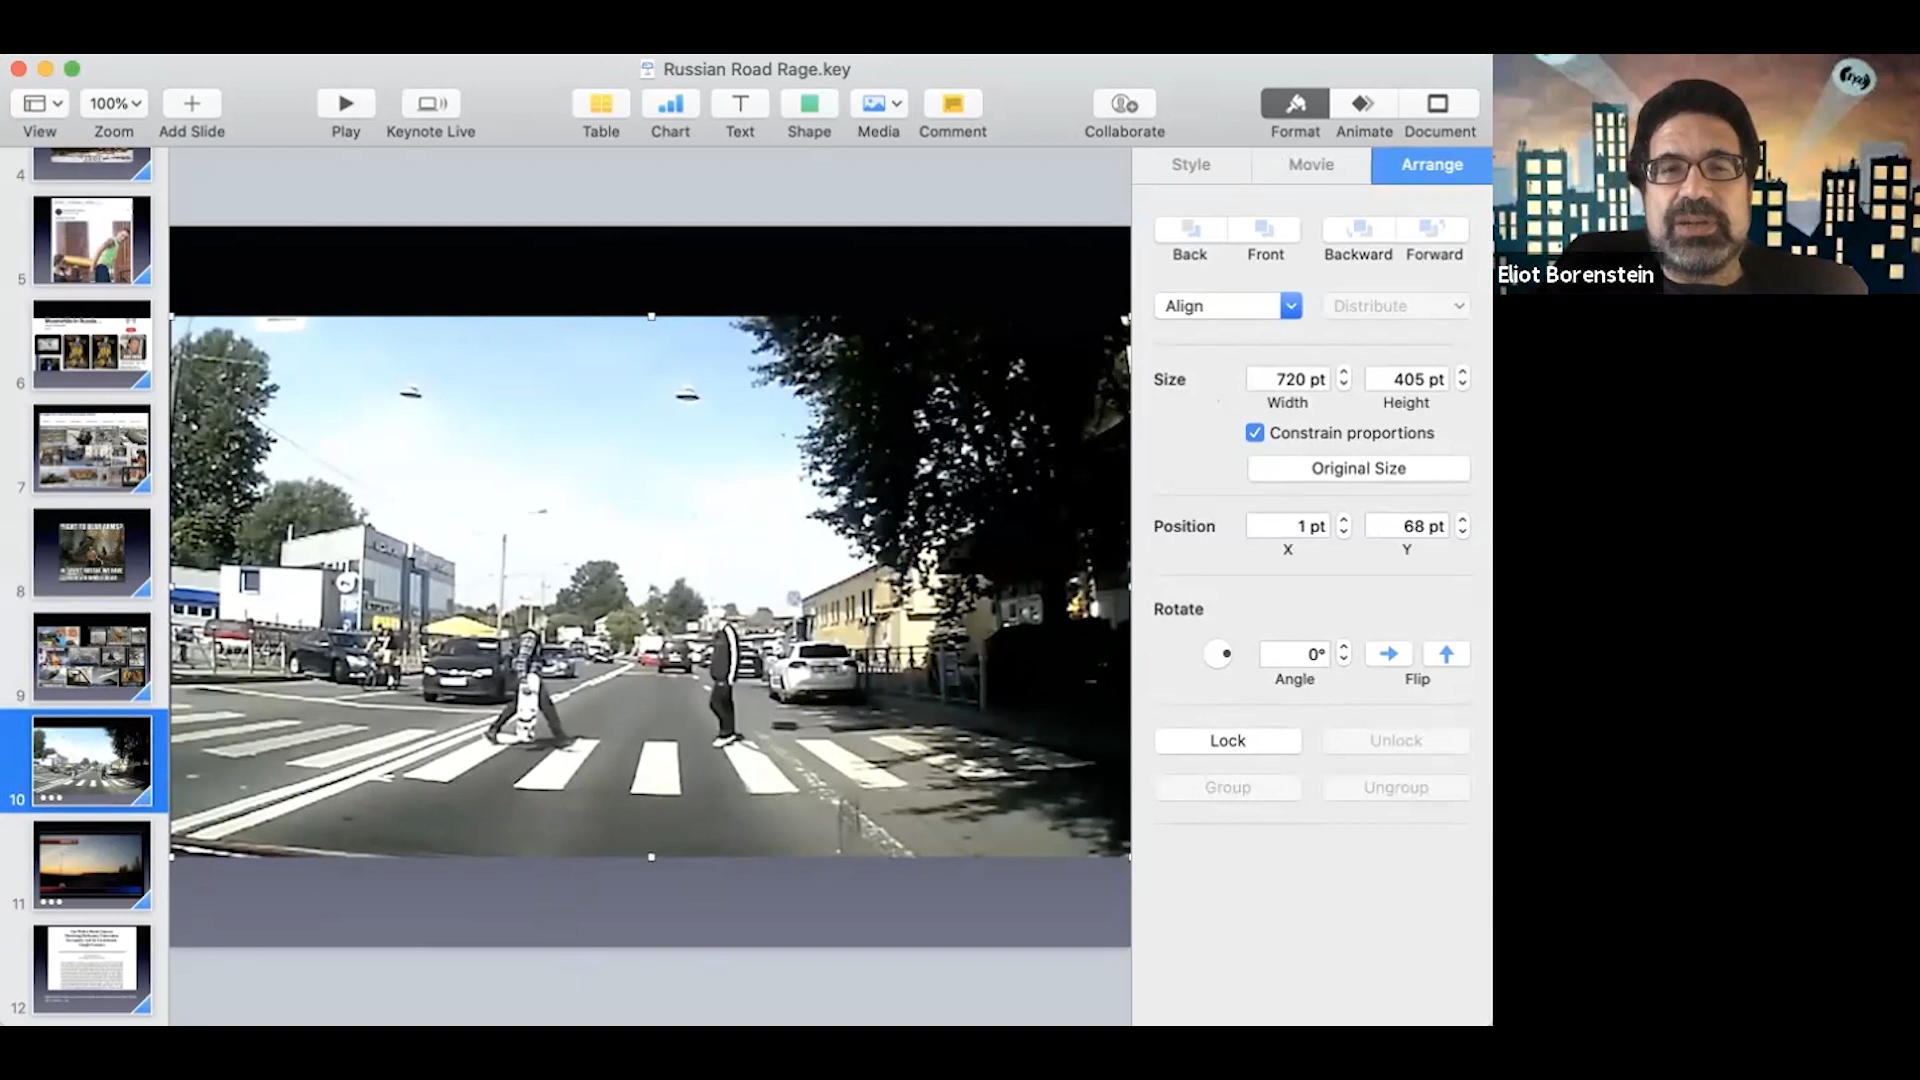 Russian Road Rage.key
100%
View
Zoom
Add Slide
Play
Keynote Live
Table
Chart
Text
Shape
Media
Comment
Collaborate
Format
Animate
Document
Style
Movie
Arrange
Back
Front
Backward
Forward
Align
Distribute
Size
720 pt
405 pt
Width
Height
Constrain proportions
Original Size
Position
1 pt
68 pt
X
Y
Rotate
0°
Angle
Flip
Lock
Unlock
Group
Ungroup
4
5
6
7
8
9
10
11
12
Eliot Borenstein